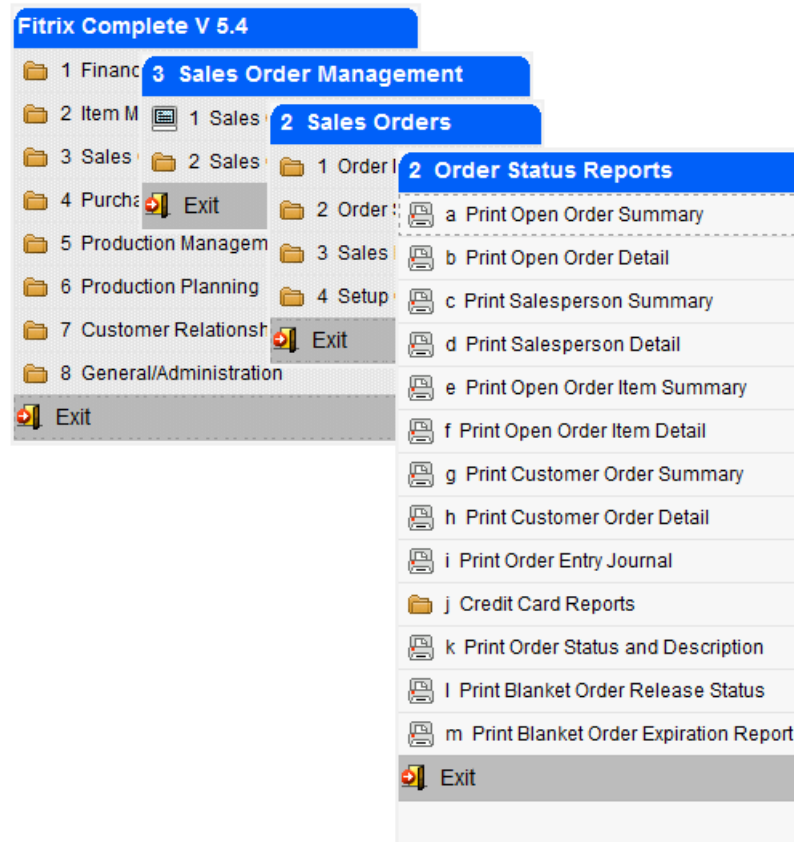 Fitrix Complete V 5.4
1 Financ
2 Item M
3 Sales
4 Purcha
5 Production Managem
6 Production Planning
7 Customer Relationsh
8 General/Administration
Exit
3 Sales Order Management
1 Sales
2 Sales
Exit
2 Sales Orders
1 Order
2 Order
3 Sales
4 Setup
Exit
2 Order Status Reports
a Print Open Order Summary
b Print Open Order Detail
c Print Salesperson Summary
d Print Salesperson Detail
e Print Open Order Item Summary
f Print Open Order Item Detail
g Print Customer Order Summary
h Print Customer Order Detail
i Print Order Entry Journal
j Credit Card Reports
k Print Order Status and Description
l Print Blanket Order Release Status
m Print Blanket Order Expiration Report
Exit